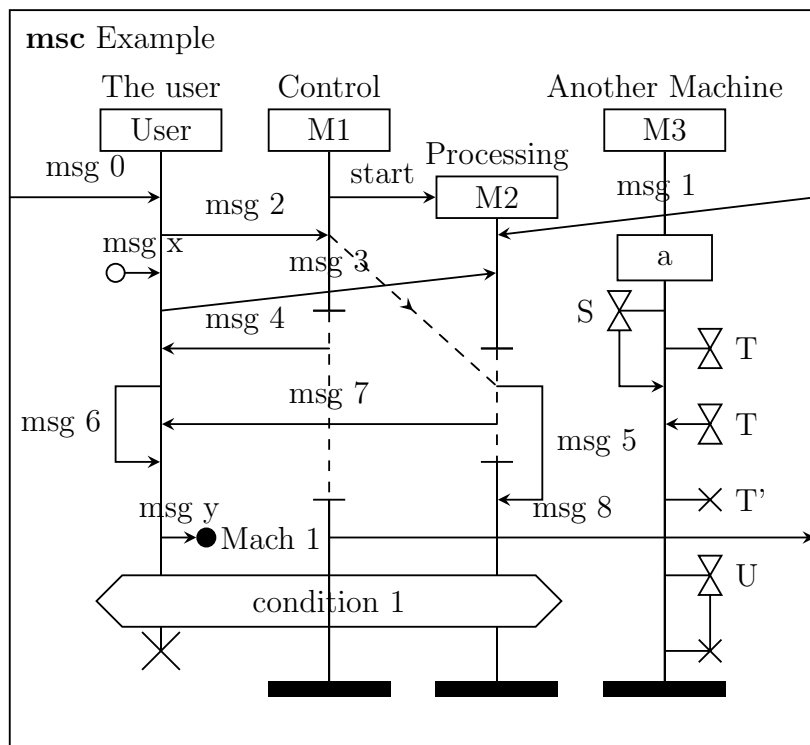 msc Example
The user
Control
Another Machine
User
M1
M3
Processing
msg 0
start
msg 1
M2
msg 2
msg x
msg 3
a
S
msg 4
T
msg 7
msg 6
T
msg 5
T'
msg y
msg 8
Mach 1
U
condition 1